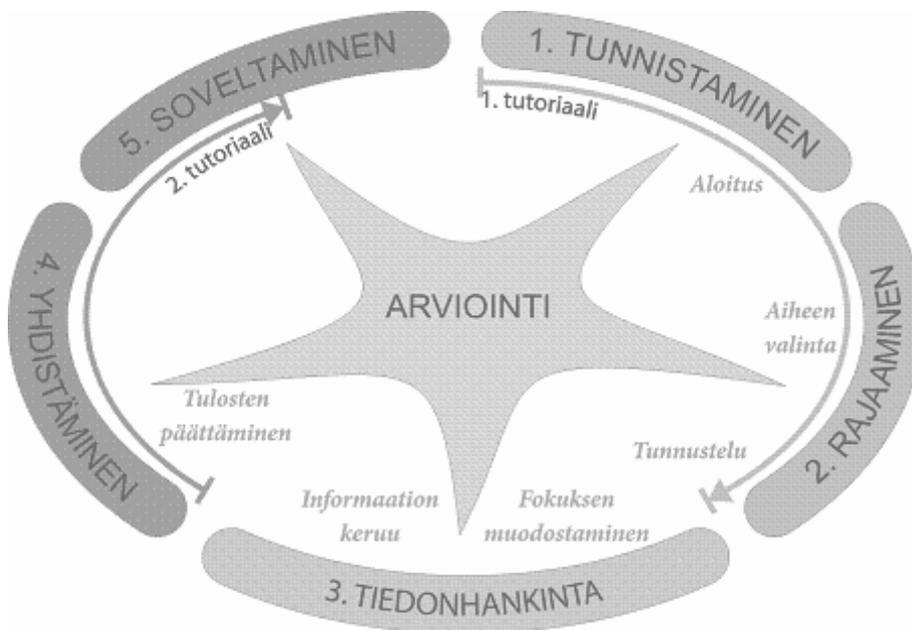 1. TUNNISTAMINEN
1. tutoriaali
Aloitus
2. RAJAAMINEN
Aiheen
valinta
Tunnustelu
Fokuksen
muodostaminen
3. TIEDONHANKINTA
Informaation
keruu
Tulosten
päättäminen
4. YHDISTÄMINEN
5. SOVELTAMINEN
2. tutoriaali
ARVIOINTI